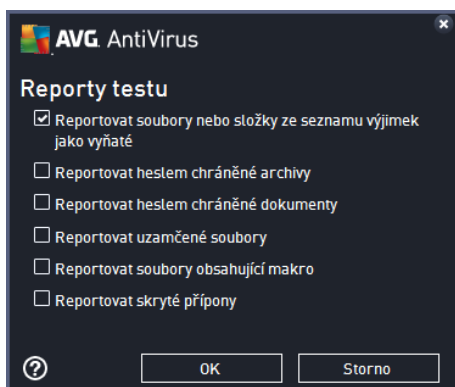 AVG AntiVirus
Reporty testu
Reportovat soubory nebo složky ze seznamu výjimek
jako vyňaté
Reportovat heslem chráněné archivy
Reportovat heslem chráněné dokumenty
Reportovat uzamčené soubory
Reportovat soubory obsahující makro
Reportovat skryté přípony
? OK Storno